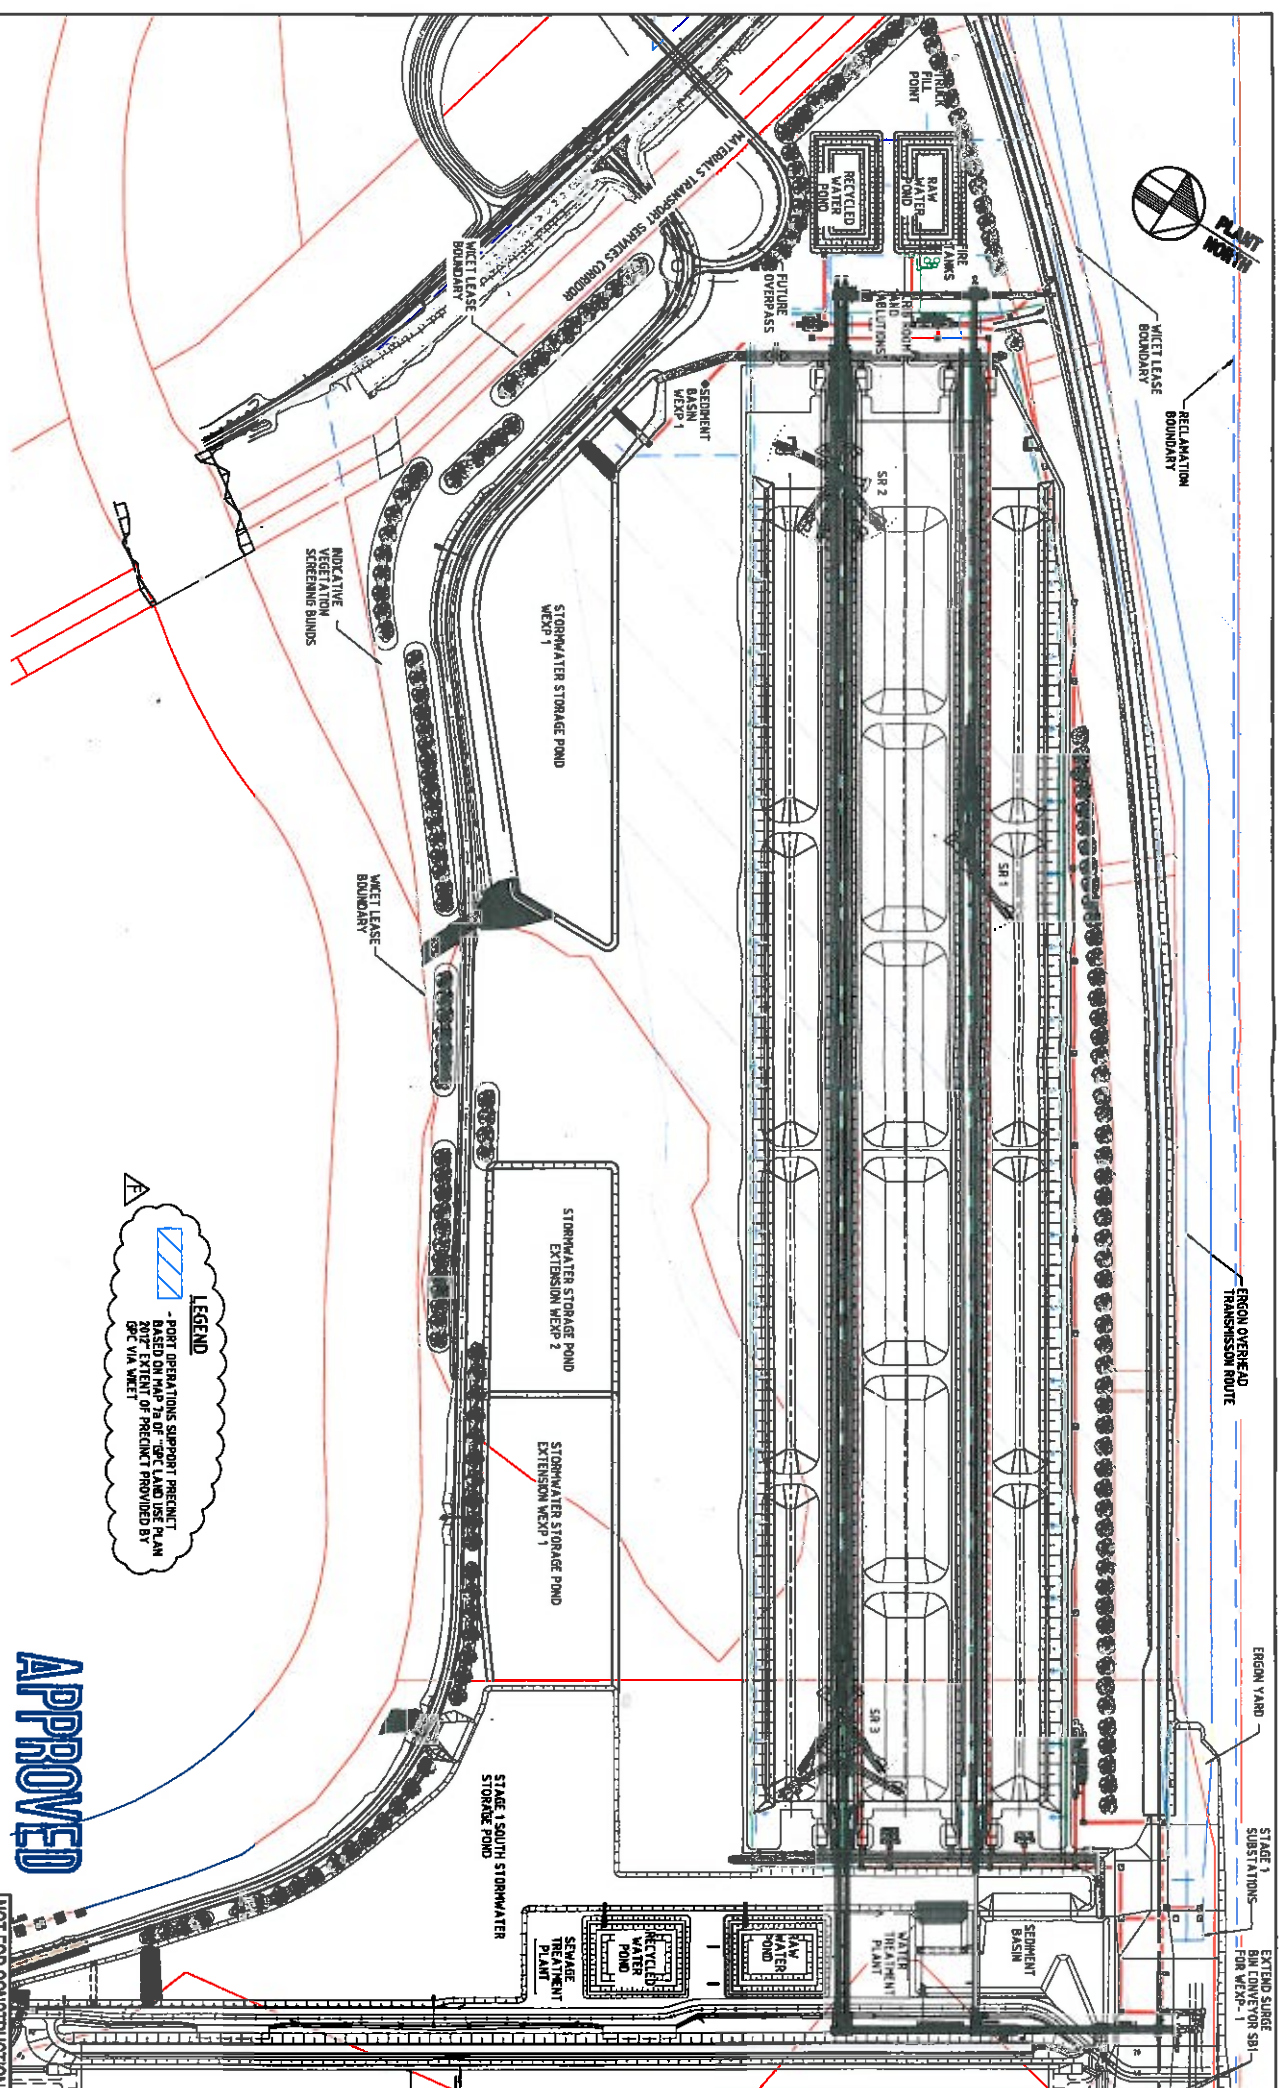 PLANT
NORTH
TRUCK
FILL
POINT
RAW
WATER
POND
RECYCLED
WATER
POND
FIRE
TANKS
AND
ABLUTIONS
FUTURE
OVERPASS
MATERIALS TRANSPORT SERVICES CORRIDOR
WICET LEASE
BOUNDARY
WICET LEASE
BOUNDARY
RECLAMATION
BOUNDARY
SEDIMENT
BASIN
WEXP 1
SR 2
INDICATIVE
VEGETATION
SCREENING BUNDS
STORMWATER STORAGE POND
WEXP 1
SR 1
WICET LEASE
BOUNDARY
STORMWATER STORAGE POND
EXTENSION WEXP 2
STORMWATER STORAGE POND
EXTENSION WEXP 1
ERGON OVERHEAD
TRANSMISSON ROUTE
LEGEND
- PORT OPERATIONS SUPPORT PRECINCT
BASED ON MAP 7a OF "GPC LAND USE PLAN
2012" EXTENT OF PRECINCT PROVIDED BY
GPC VIA WICET
SR 3
ERGON YARD
STAGE 1
SUBSTATIONS
EXTEND SURGE
BIN CONVEYOR SB1
FOR WEXP-1
STAGE 1 SOUTH STORMWATER
STORAGE POND
SEWAGE
TREATMENT
PLANT
RECYCLED
WATER
POND
RAW
WATER
POND
WATER
TREATMENT
PLANT
SEDIMENT
BASIN
APPROVED
NOT FOR CONSTRUCTION